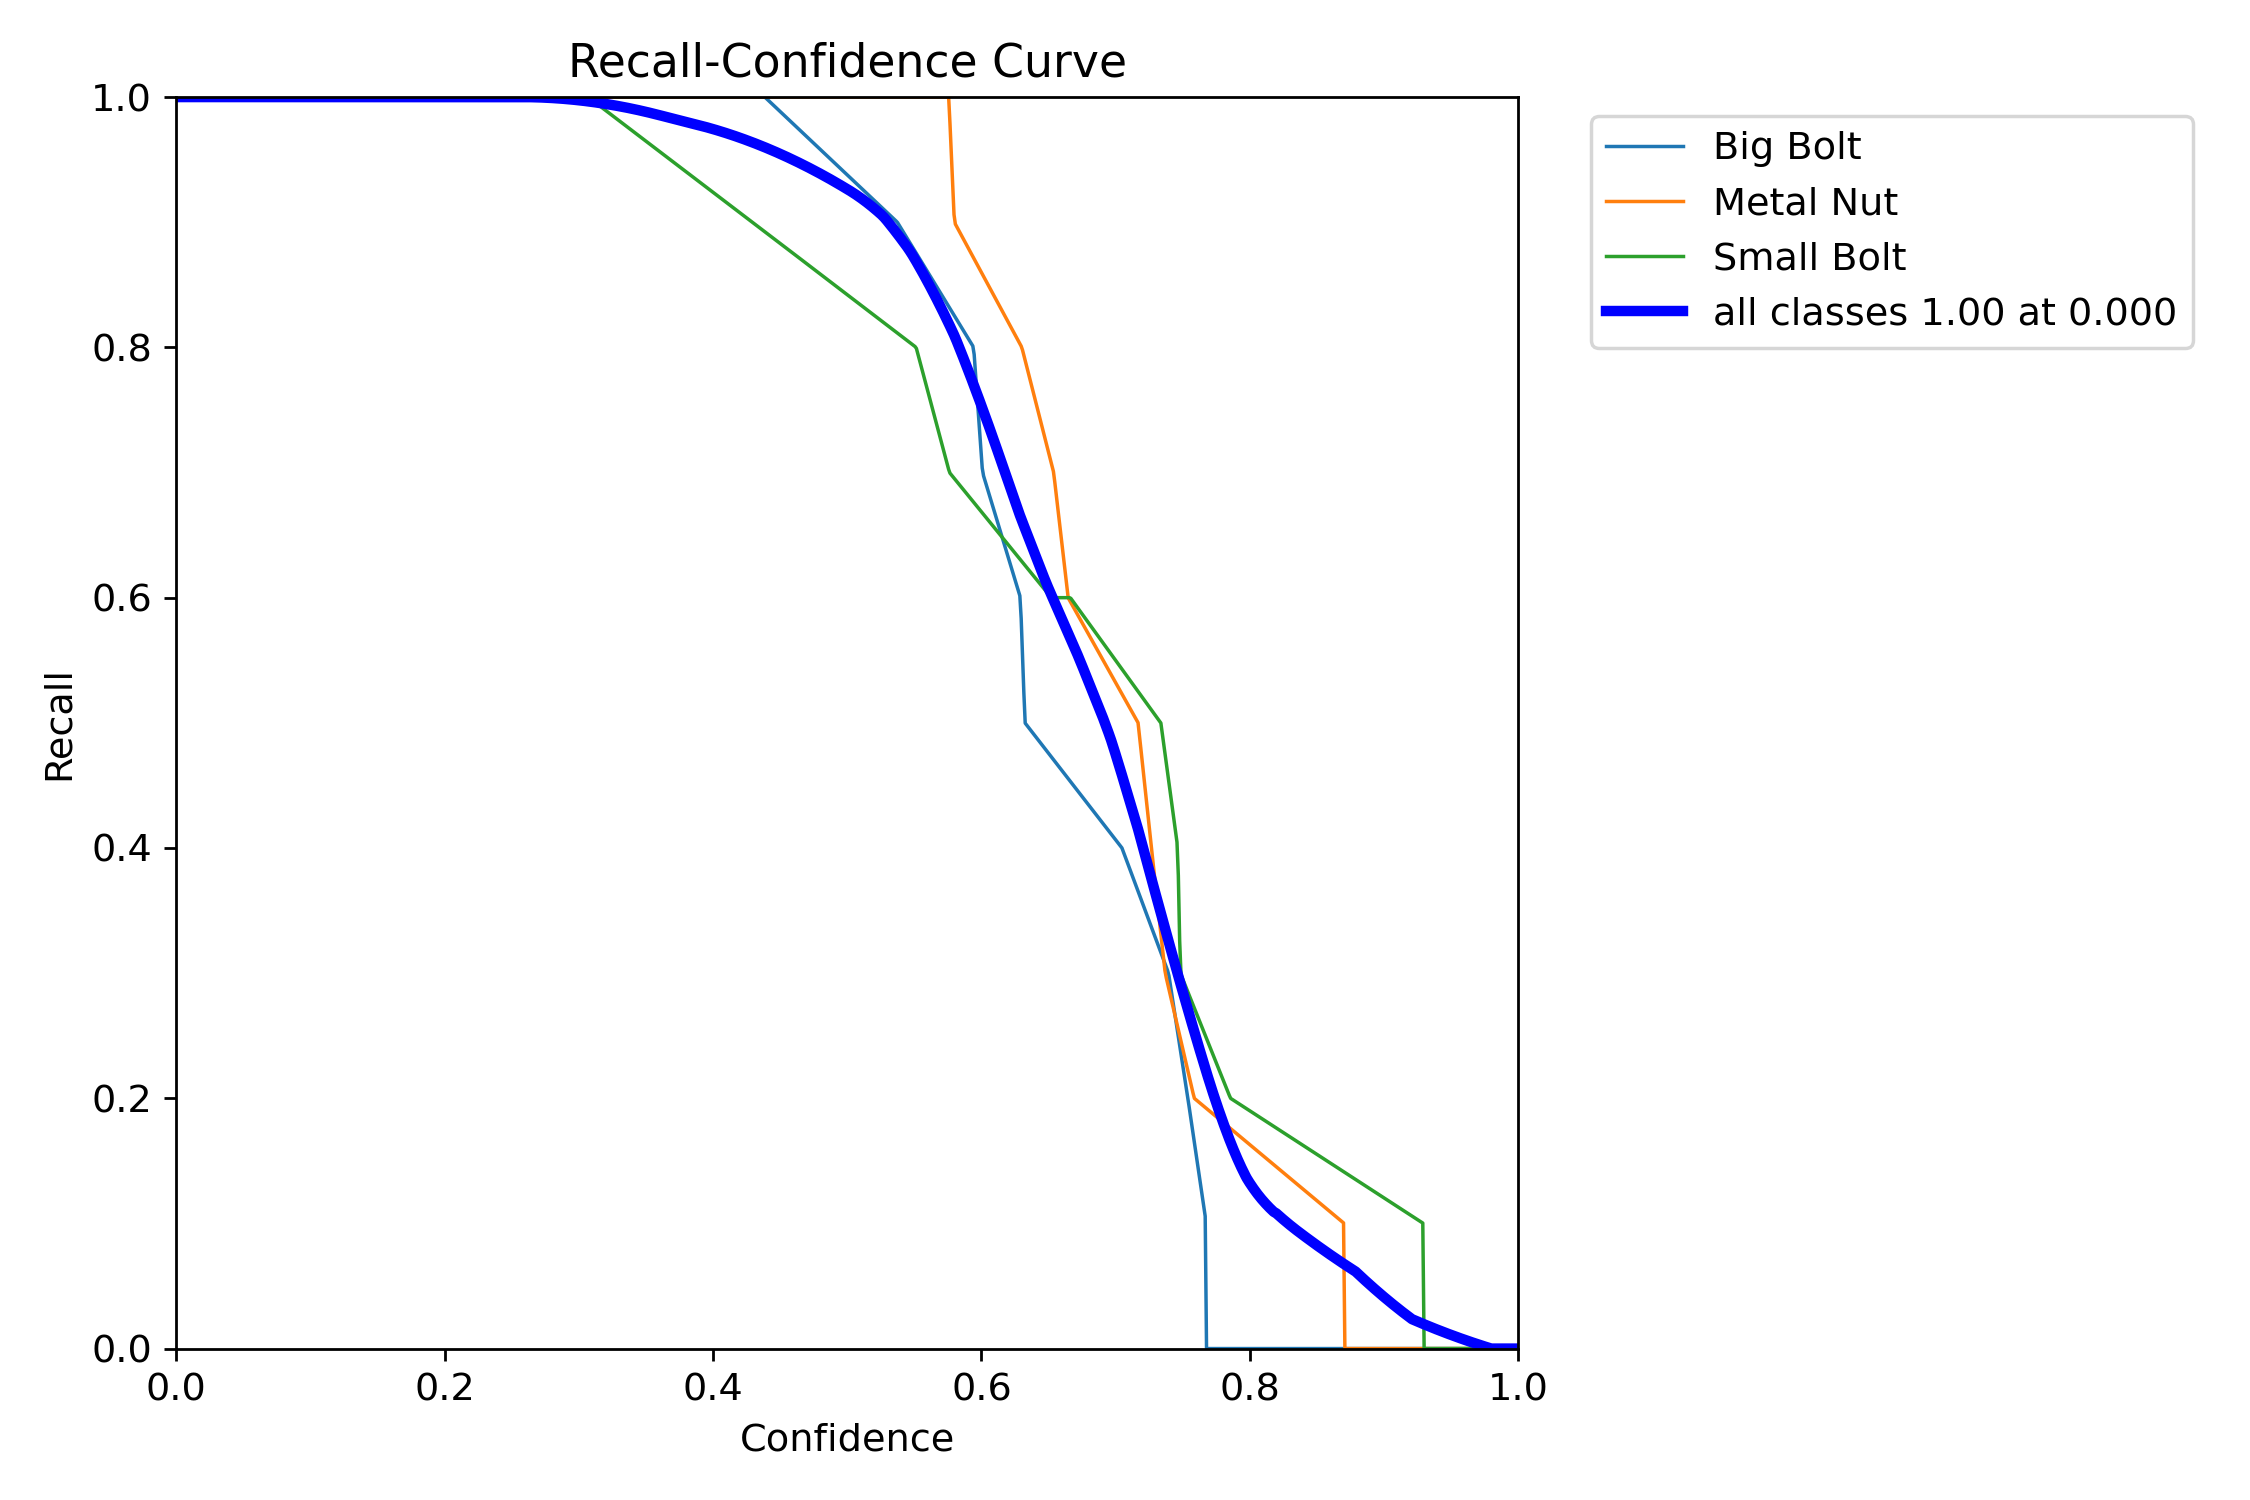 Recall-Confidence Curve
1.0
0.8
0.6
0.4
0.2
0.0
Recall
0.0 0.2 0.4 0.6 0.8 1.0
Confidence
Big Bolt
Metal Nut
Small Bolt
all classes 1.00 at 0.000